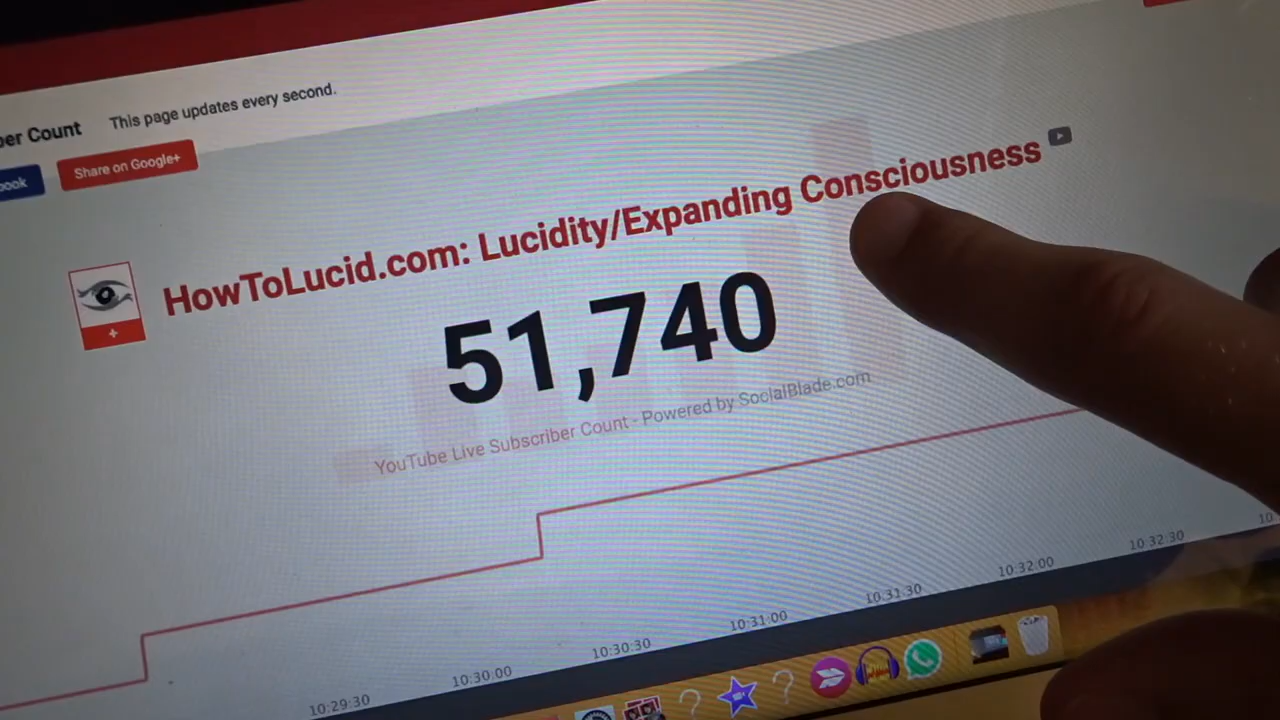 This page updates every second.
Count
Share on Google+
HowToLucid.com: Lucidity/Expanding Consciousness
51,740
YouTube Live Subscriber Count - Powered by SocialBlade.com
10:29:30
10:30:00
10:30:30
10:31:00
10:31:30
10:32:00
10:32:30